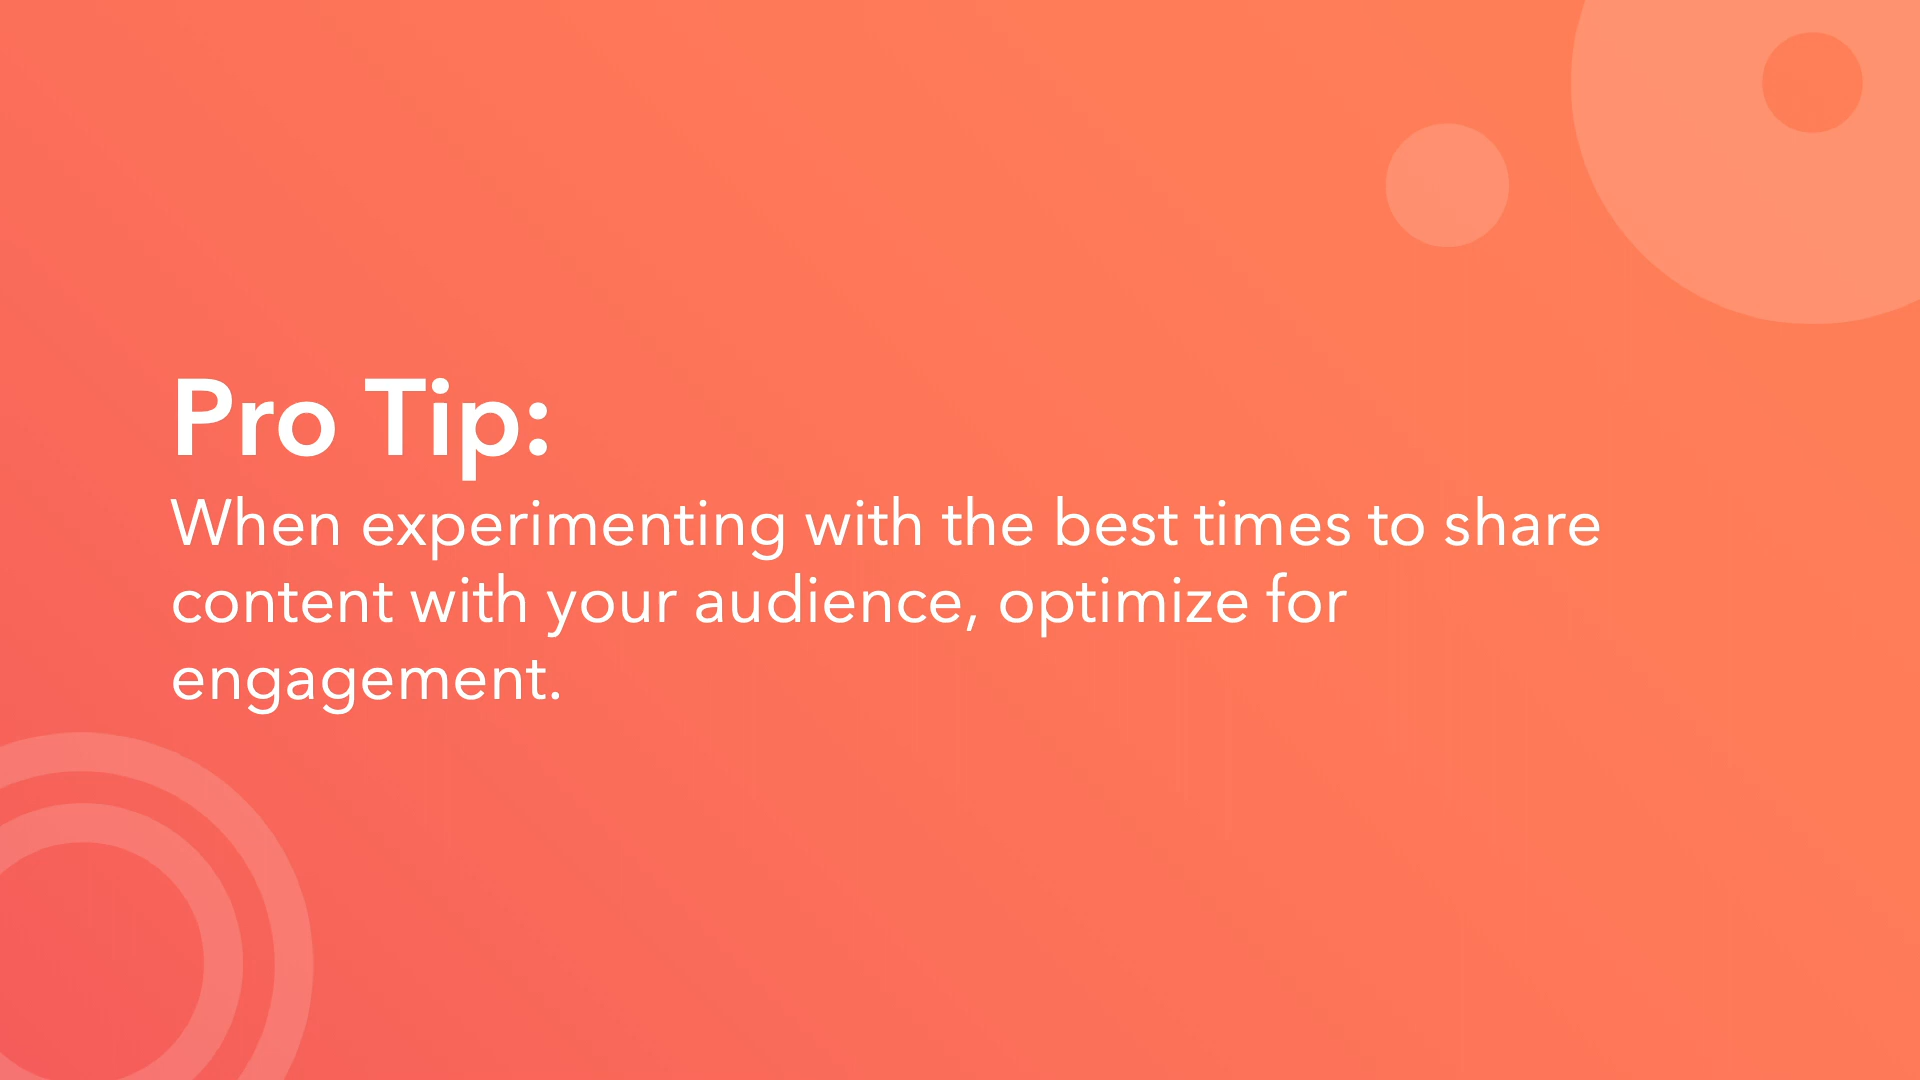 Pro Tip:
When experimenting with the best times to share
content with your audience, optimize for
engagement.